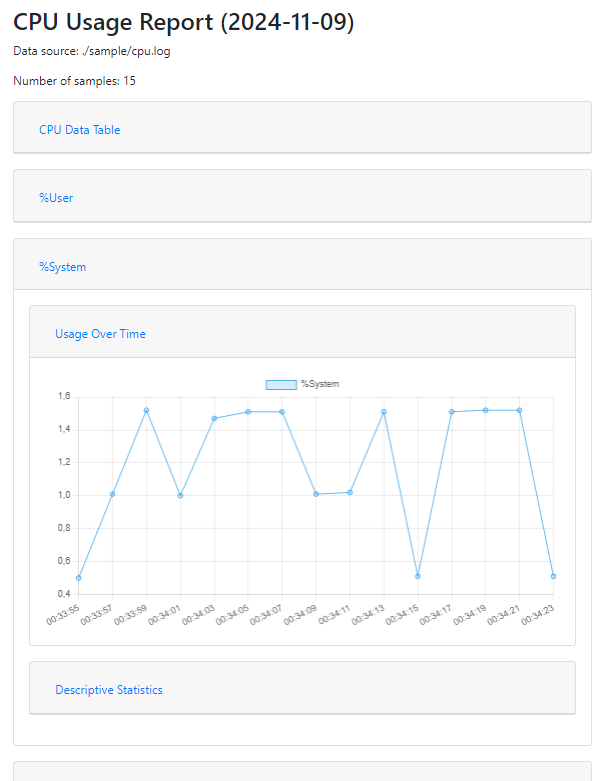 CPU Usage Report (2024-11-09)
Data source: ./sample/cpu.log
Number of samples: 15
CPU Data Table
%User
%System
Usage Over Time
%System
1,6
1,4
1,2
1,0
0,8
0,6
0,4
00:33:55 00:33:57 00:33:59 00:34:01 00:34:03 00:34:05 00:34:07 00:34:09 00:34:11 00:34:13 00:34:15 00:34:17 00:34:19 00:34:21 00:34:23
Descriptive Statistics